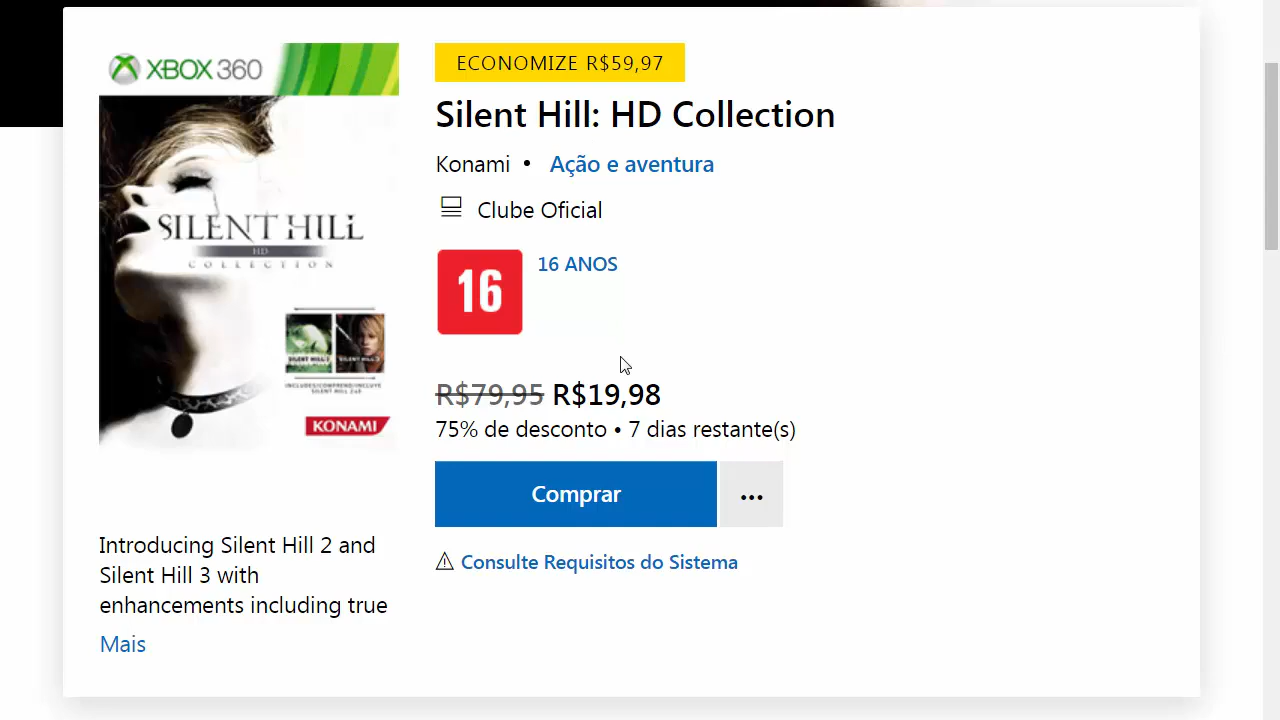 XBOX 360
SILENT HILL
HD
COLLECTION
KONAMI
ECONOMIZE R$59,97
Silent Hill: HD Collection
Konami • Ação e aventura
Clube Oficial
16
16 ANOS
R$79,95 R$19,98
75% de desconto • 7 dias restante(s)
Comprar
...
Consulte Requisitos do Sistema
Introducing Silent Hill 2 and
Silent Hill 3 with
enhancements including true
Mais